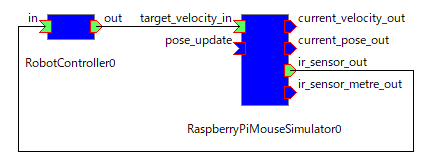 in out target_velocity_in current_velocity_out
pose_update current_pose_out
RobotController0 ir_sensor_out
ir_sensor_metre_out
RaspberryPiMouseSimulator0